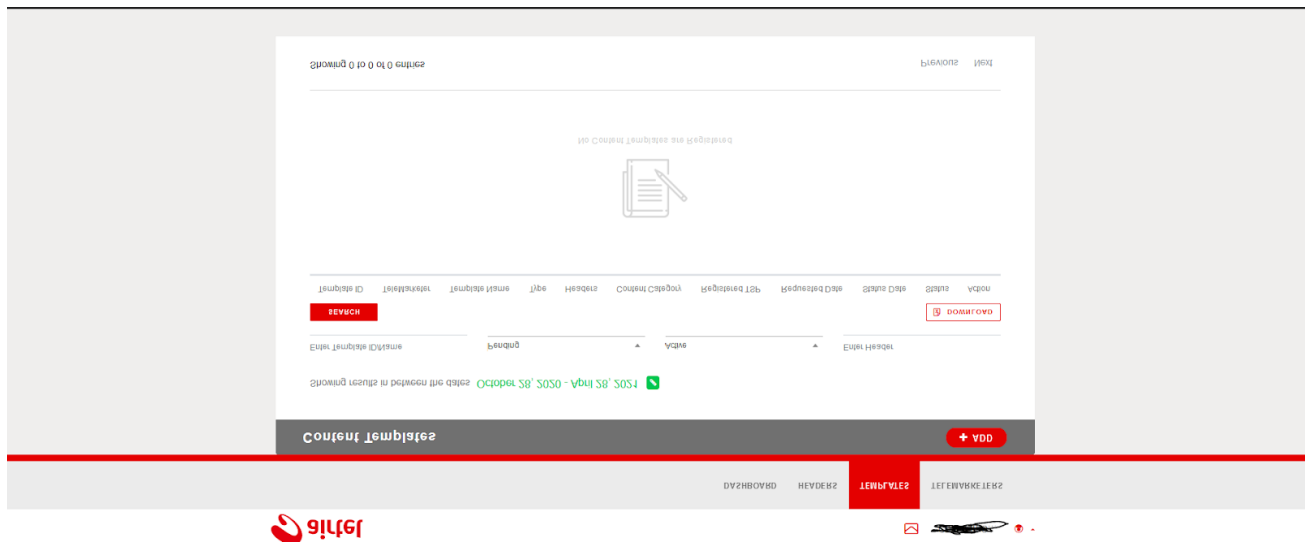 airtel
DASHBOARD HEADERS TEMPLATES TELEMARKETERS
Content Templates + ADD
Showing results in between the dates October 28, 2020 - April 28, 2021
Enter Template ID/Name Pending Active Enter Header
SEARCH DOWNLOAD
Template ID TeleMarketer Template Name Type Headers Content Category Registered TSP Requested Date Status Date Status Action
No Content Templates are Registered
Showing 0 to 0 of 0 entries Previous Next